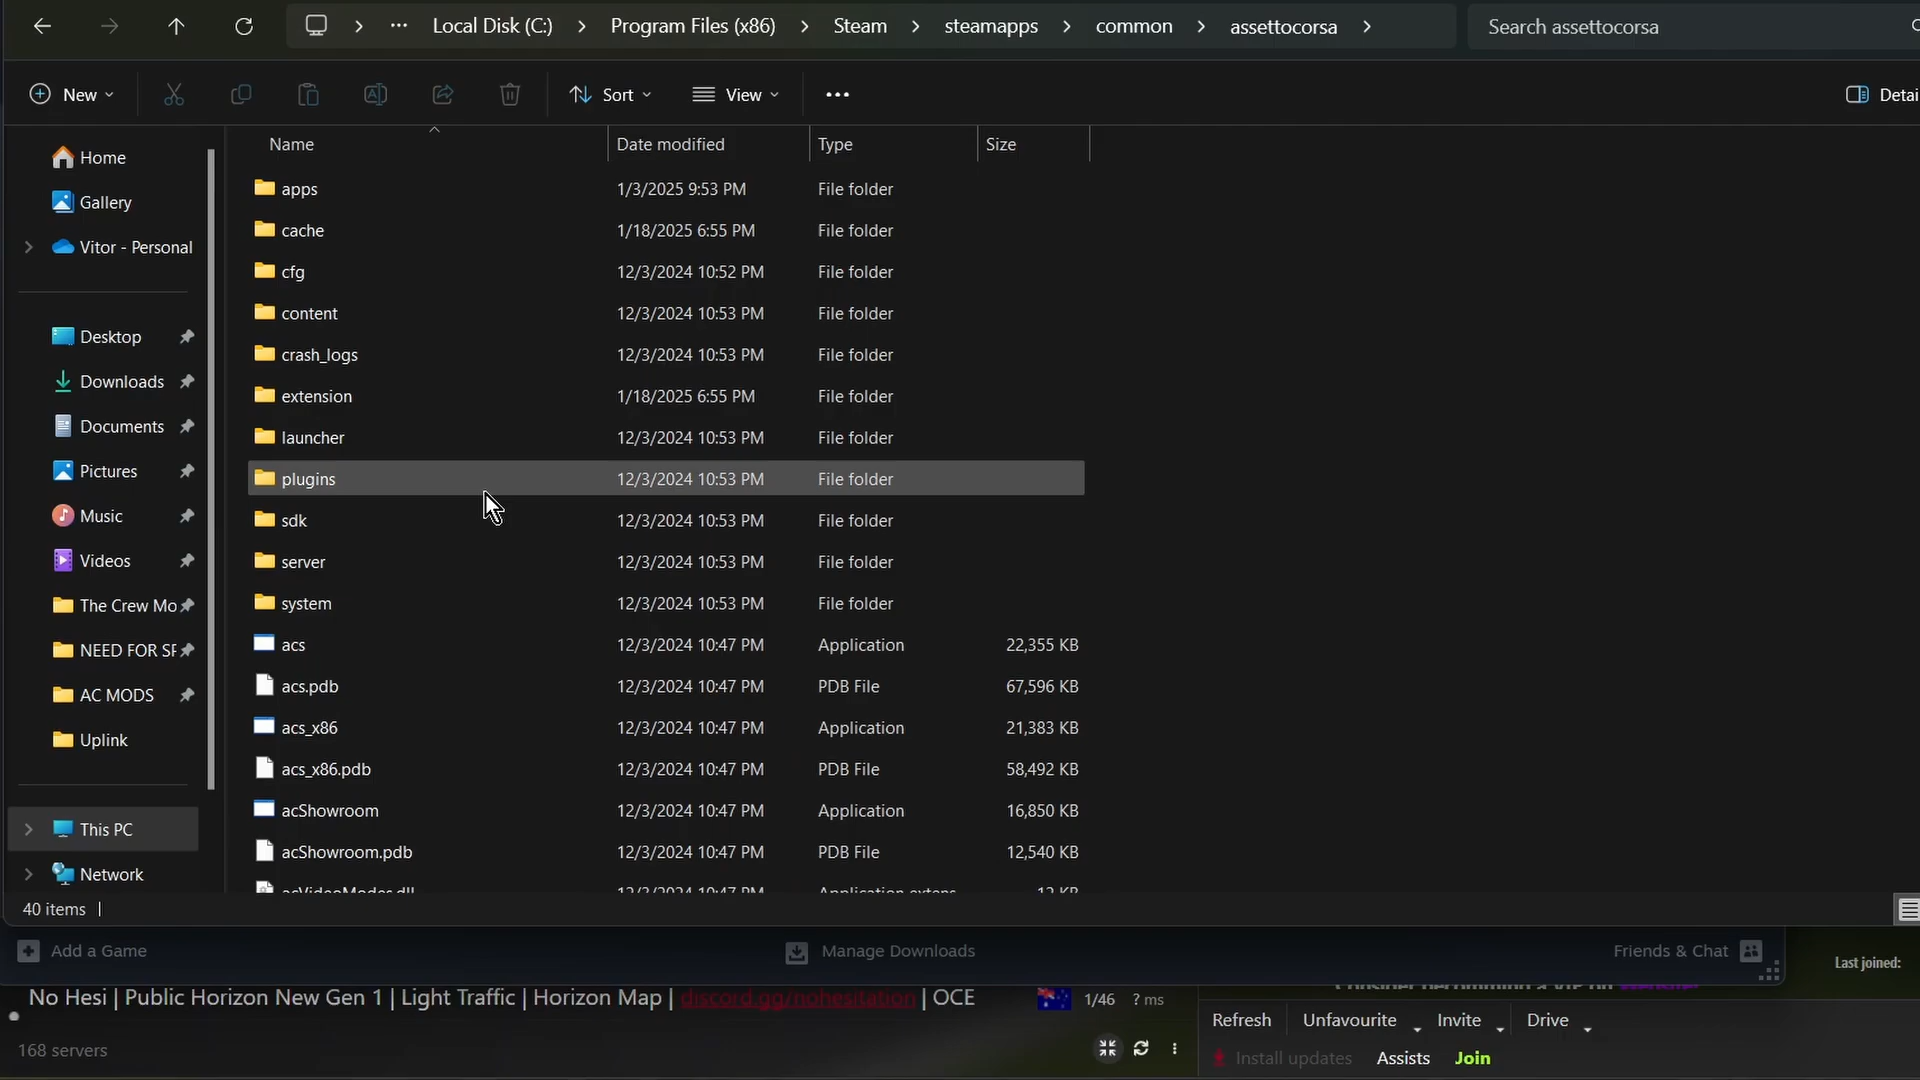 Local Disk (C:) Program Files (x86) Steam steamapps common assettocorsa Search assettocorsa
New Sort View Detai
Name Date modified Type Size
Home
Gallery
Vitor - Personal
Desktop
Downloads
Documents
Pictures
Music
Videos
The Crew Mo
NEED FOR SF
AC MODS
Uplink
This PC
Network
apps 1/3/2025 9:53 PM File folder
cache 1/18/2025 6:55 PM File folder
cfg 12/3/2024 10:52 PM File folder
content 12/3/2024 10:53 PM File folder
crash_logs 12/3/2024 10:53 PM File folder
extension 1/18/2025 6:55 PM File folder
launcher 12/3/2024 10:53 PM File folder
plugins 12/3/2024 10:53 PM File folder
sdk 12/3/2024 10:53 PM File folder
server 12/3/2024 10:53 PM File folder
system 12/3/2024 10:53 PM File folder
acs 12/3/2024 10:47 PM Application 22,355 KB
acs.pdb 12/3/2024 10:47 PM PDB File 67,596 KB
acs_x86 12/3/2024 10:47 PM Application 21,383 KB
acs_x86.pdb 12/3/2024 10:47 PM PDB File 58,492 KB
acShowroom 12/3/2024 10:47 PM Application 16,850 KB
acShowroom.pdb 12/3/2024 10:47 PM PDB File 12,540 KB
acVideoModes.dll 12/3/2024 10:47 PM Application extens 12 KB
40 items
Add a Game Manage Downloads Friends & Chat Last joined:
No Hesi | Public Horizon New Gen 1 | Light Traffic | Horizon Map | discord.gg/nohesitation | OCE 1/46 ? ms
Refresh Unfavourite Invite Drive
168 servers
Install updates Assists Join